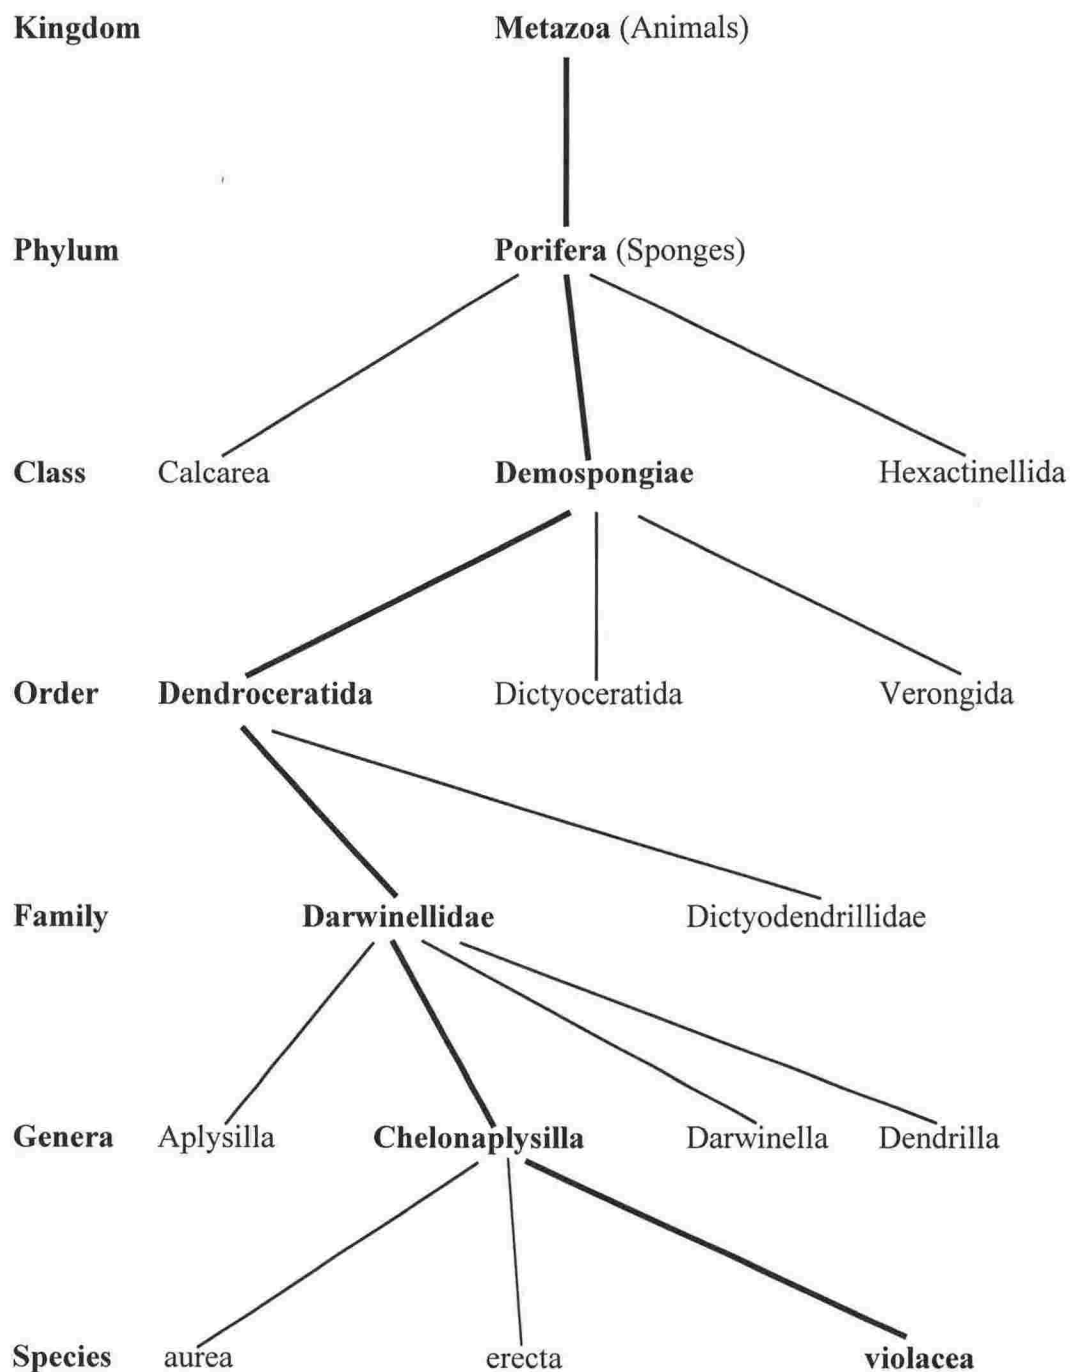 Kingdom Metazoa (Animals)
Phylum Porifera (Sponges)
Class Calcarea Demospongiae Hexactinellida
Order Dendroceratida Dictyoceratida Verongida
Family Darwinellidae Dictyodendrillidae
Genera Aplysilla Chelonaplysilla Darwinella Dendrilla
Species aurea erecta violacea